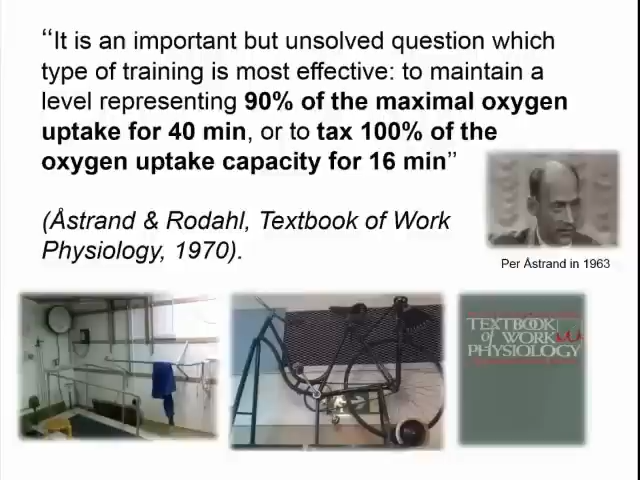 “It is an important but unsolved question which
type of training is most effective: to maintain a
level representing 90% of the maximal oxygen
uptake for 40 min, or to tax 100% of the
oxygen uptake capacity for 16 min”
(Åstrand & Rodahl, Textbook of Work
Physiology, 1970).
Per Åstrand in 1963
TEXTBOOK
of WORK
PHYSIOLOGY